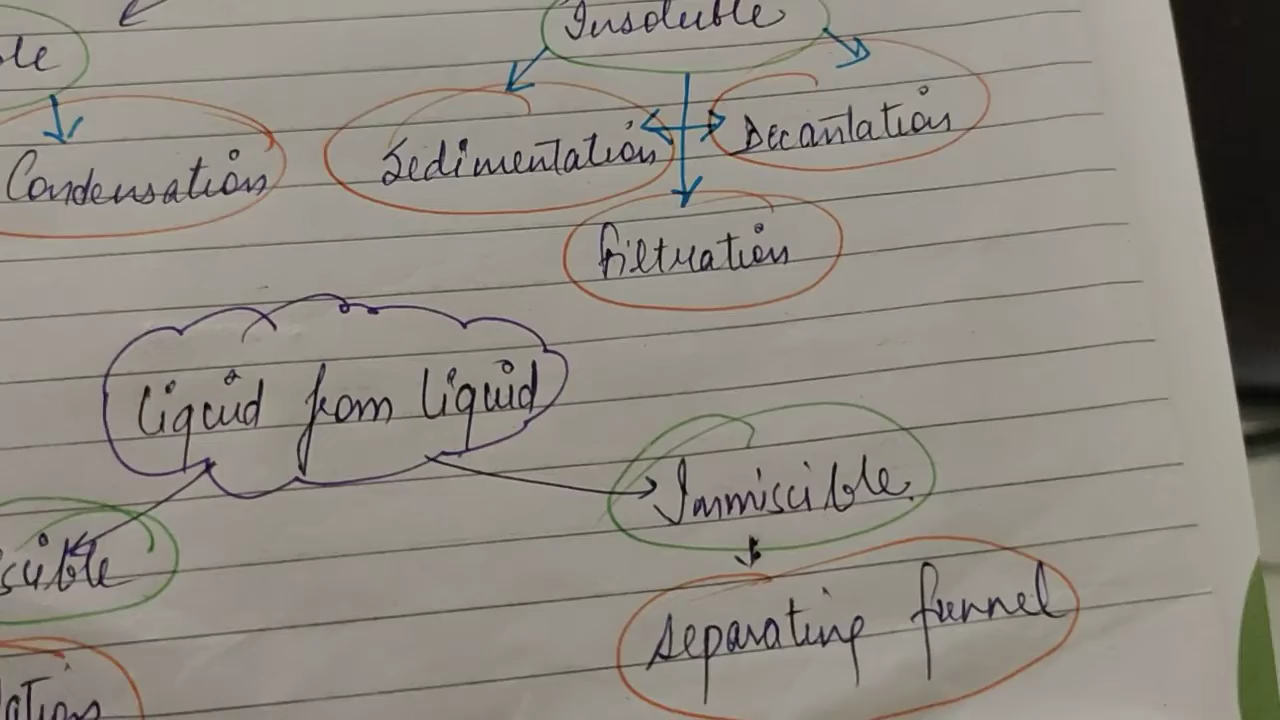 Insoluble
Condensation
Sedimentation
Decantation
Filtration
Liquid from liquid
Immiscible.
Separating funnel